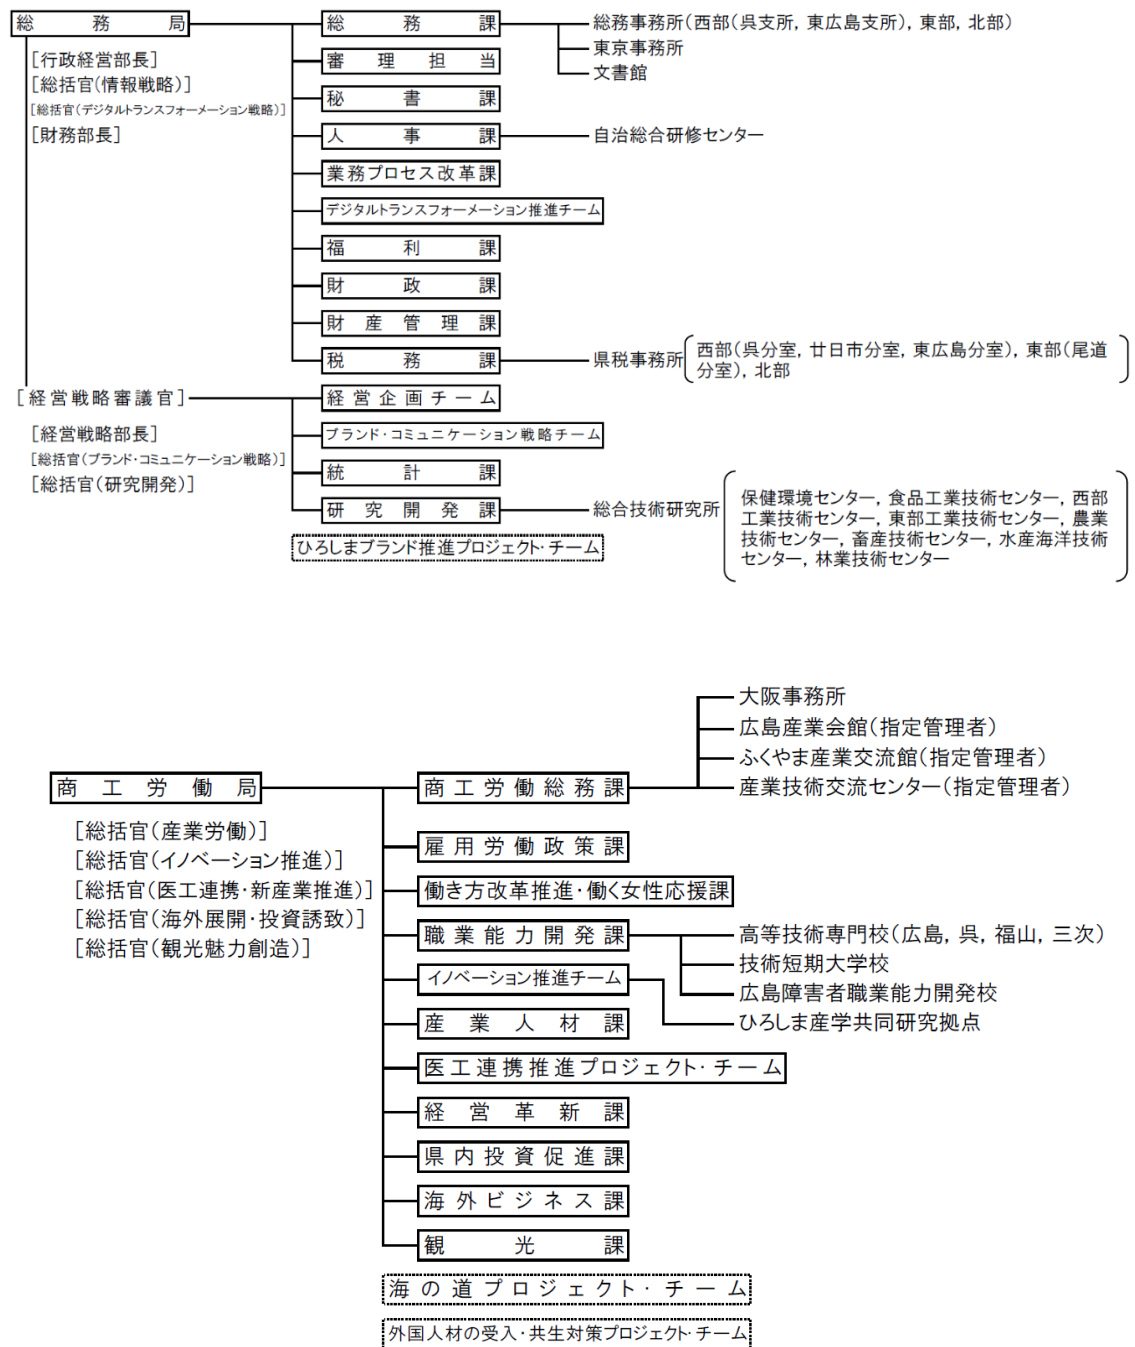 総務局
[行政経営部長]
[総括官(情報戦略)]
[総括官(デジタルトランスフォーメーション戦略)]
[財務部長]
総務課
総務事務所(西部(呉支所, 東広島支所), 東部, 北部)
東京事務所
文書館
審理担当
秘書課
人事課
自治総合研修センター
業務プロセス改革課
デジタルトランスフォーメーション推進チーム
福利課
財政課
財産管理課
税務課
県税事務所
西部(呉分室, 廿日市分室, 東広島分室), 東部(尾道
分室), 北部
[経営戦略審議官]
[経営戦略部長]
[総括官(ブランド・コミュニケーション戦略)]
[総括官(研究開発)]
経営企画チーム
ブランド・コミュニケーション戦略チーム
統計課
研究開発課
総合技術研究所
保健環境センター, 食品工業技術センター, 西部
工業技術センター, 東部工業技術センター, 農業
技術センター, 畜産技術センター, 水産海洋技術
センター, 林業技術センター
ひろしまブランド推進プロジェクト・チーム
商工労働局
[総括官(産業労働)]
[総括官(イノベーション推進)]
[総括官(医工連携・新産業推進)]
[総括官(海外展開・投資誘致)]
[総括官(観光魅力創造)]
商工労働総務課
大阪事務所
広島産業会館(指定管理者)
ふくやま産業交流館(指定管理者)
産業技術交流センター(指定管理者)
雇用労働政策課
働き方改革推進・働く女性応援課
職業能力開発課
高等技術専門校(広島, 呉, 福山, 三次)
技術短期大学校
広島障害者職業能力開発校
イノベーション推進チーム
ひろしま産学共同研究拠点
産業人材課
医工連携推進プロジェクト・チーム
経営革新課
県内投資促進課
海外ビジネス課
観光課
海の道プロジェクト・チーム
外国人材の受入・共生対策プロジェクト・チーム